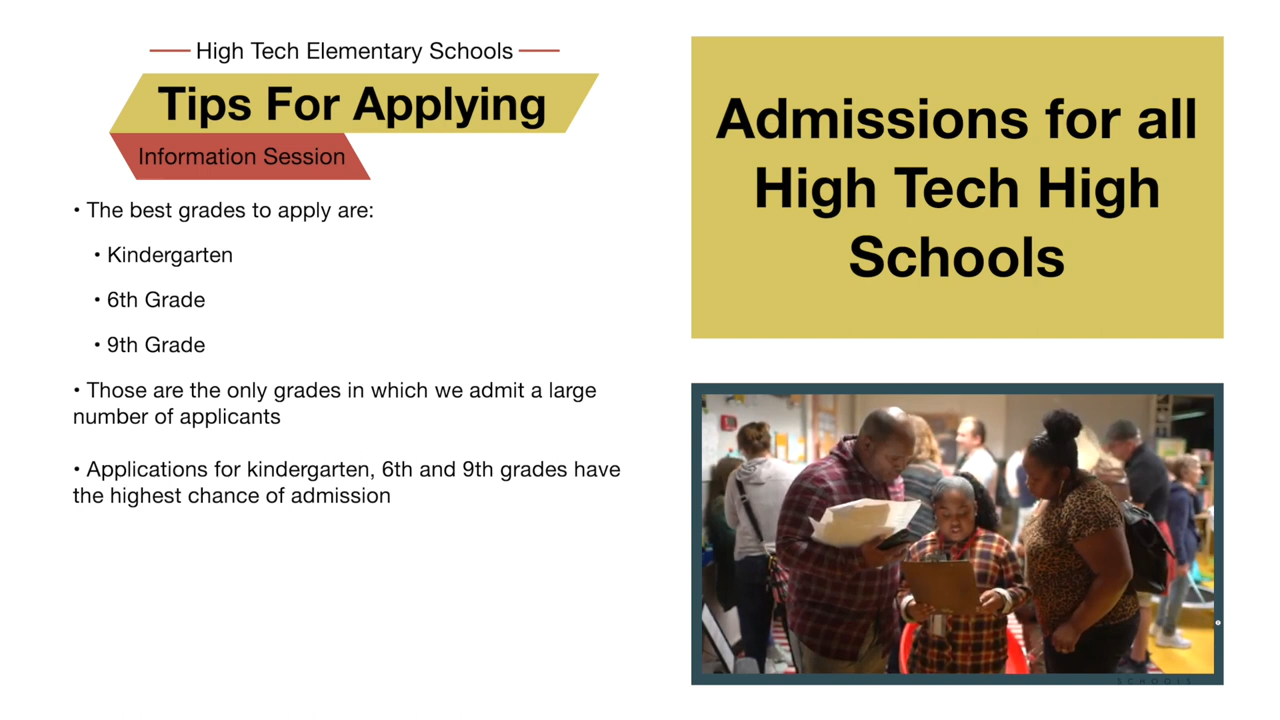 High Tech Elementary Schools
Tips For Applying
Information Session
• The best grades to apply are:
• Kindergarten
• 6th Grade
• 9th Grade
• Those are the only grades in which we admit a large
number of applicants
• Applications for kindergarten, 6th and 9th grades have
the highest chance of admission
Admissions for all
High Tech High
Schools
SCHOOLS